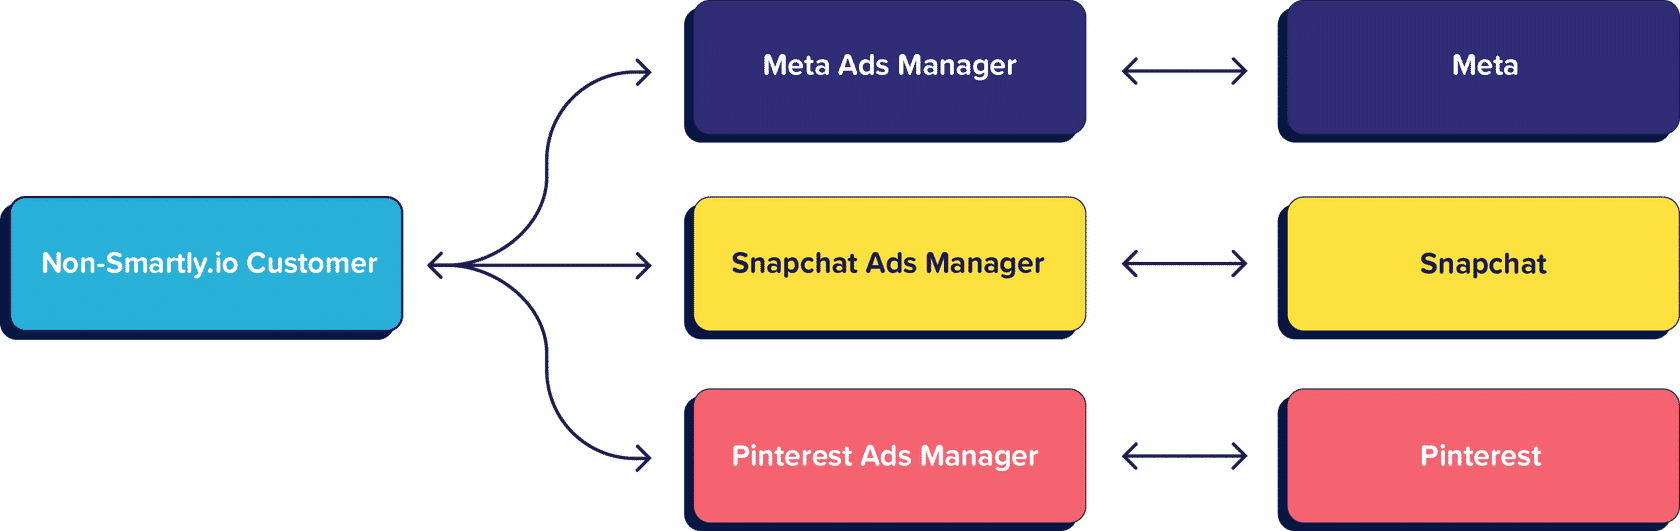 Meta Ads Manager
Meta
Non-Smartly.io Customer
Snapchat Ads Manager
Snapchat
Pinterest Ads Manager
Pinterest